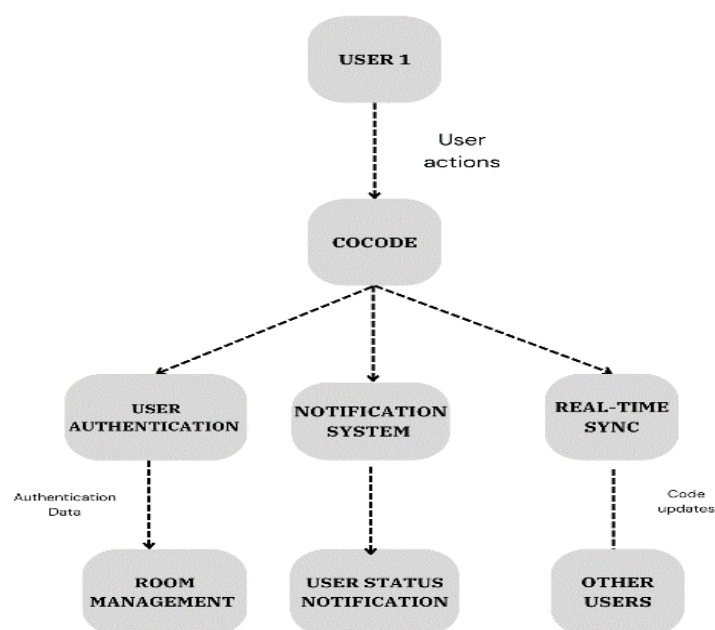 USER 1
User
actions
COCODE
USER
AUTHENTICATION
NOTIFICATION
SYSTEM
REAL-TIME
SYNC
Authentication
Data
Code
updates
ROOM
MANAGEMENT
USER STATUS
NOTIFICATION
OTHER
USERS